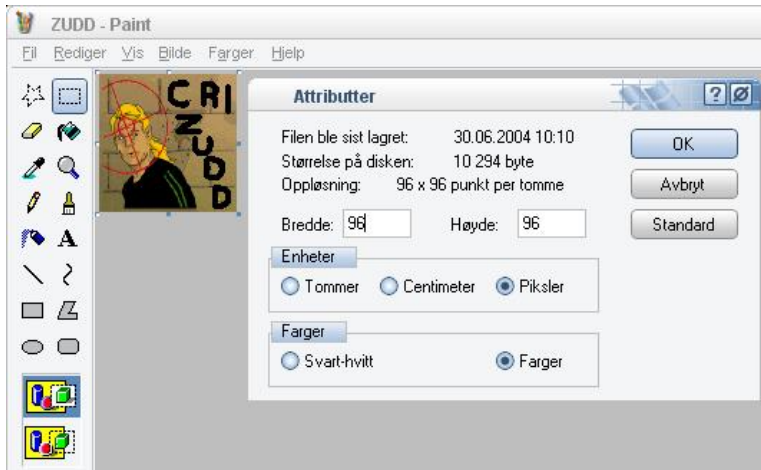 ZUDD - Paint
Fil Rediger Vis Bilde Farger Hjelp
CRI
ZUDD
Attributter
Filen ble sist lagret: 30.06.2004 10:10
Størrelse på disken: 10 294 byte
Oppløsning: 96 x 96 punkt per tomme
Bredde: 96 Høyde: 96
Enheter
Tommer Centimeter Piksler
Farger
Svart-hvitt Farger
OK
Avbryt
Standard
A